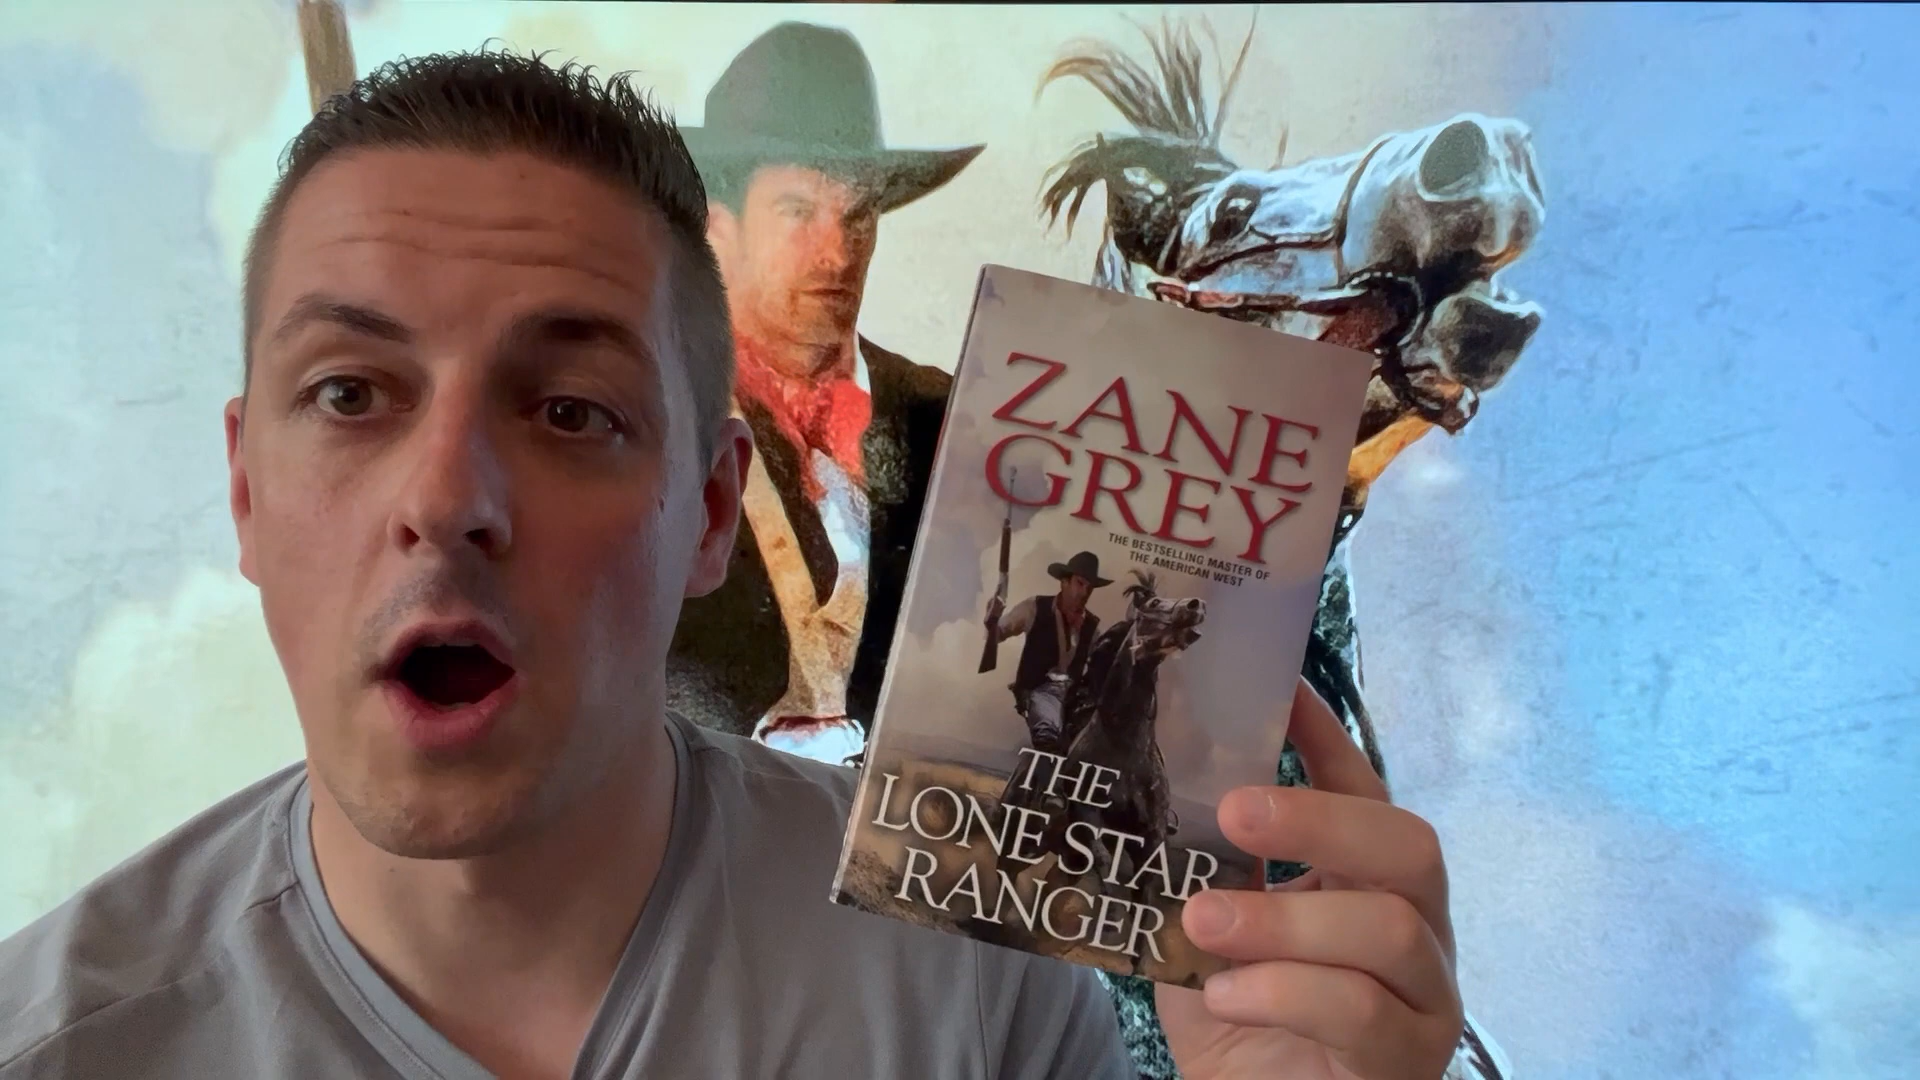 ZANE
GREY
THE BESTSELLING MASTER OF
THE AMERICAN WEST
THE
LONE STAR
RANGER